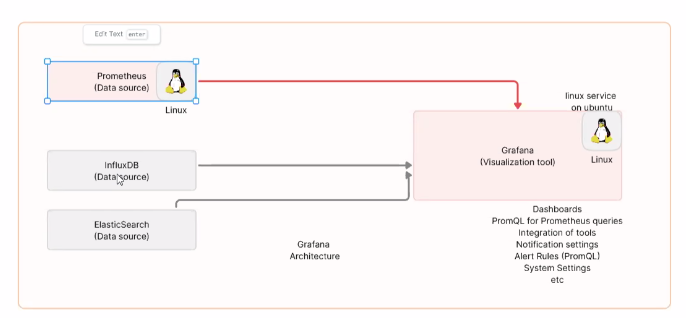 Edit Text enter
Prometheus
(Data source)
Linux
linux service
on ubuntu
Grafana
(Visualization tool)
Linux
InfluxDB
(Data source)
ElasticSearch
(Data source)
Grafana
Architecture
Dashboards
PromQL for Prometheus queries
Integration of tools
Notification settings
Alert Rules (PromQL)
System Settings
etc